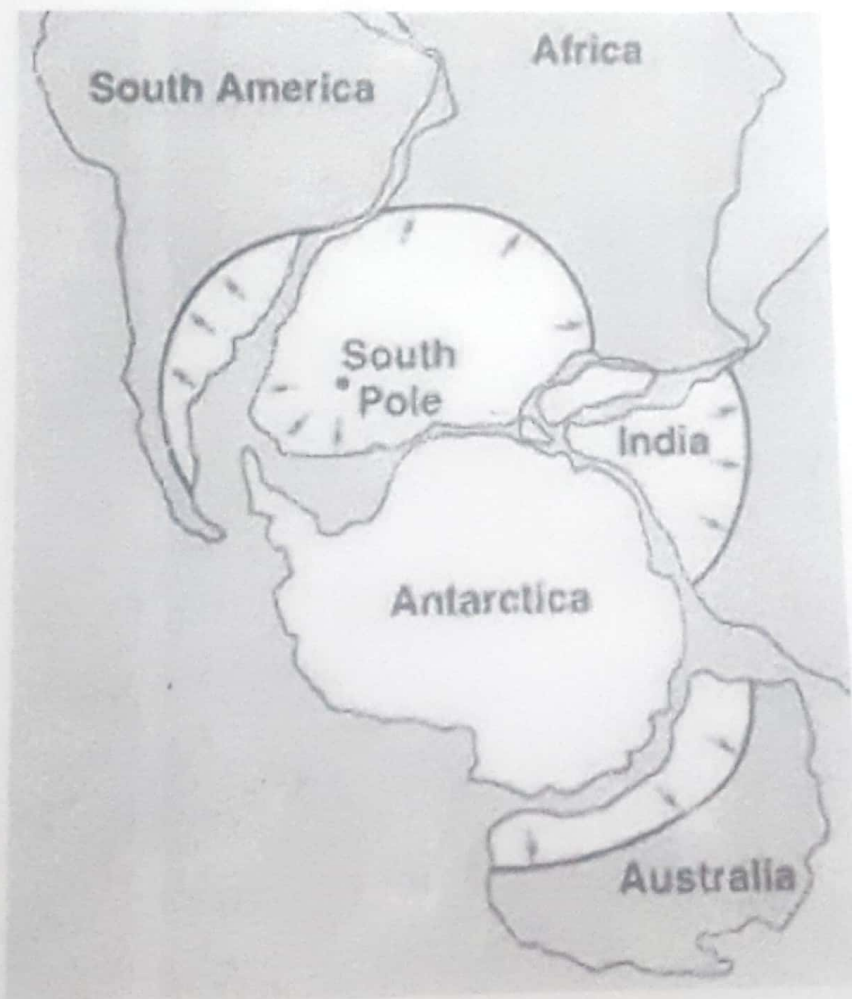 Africa
South America
South
Pole
India
Antarctica
Australia